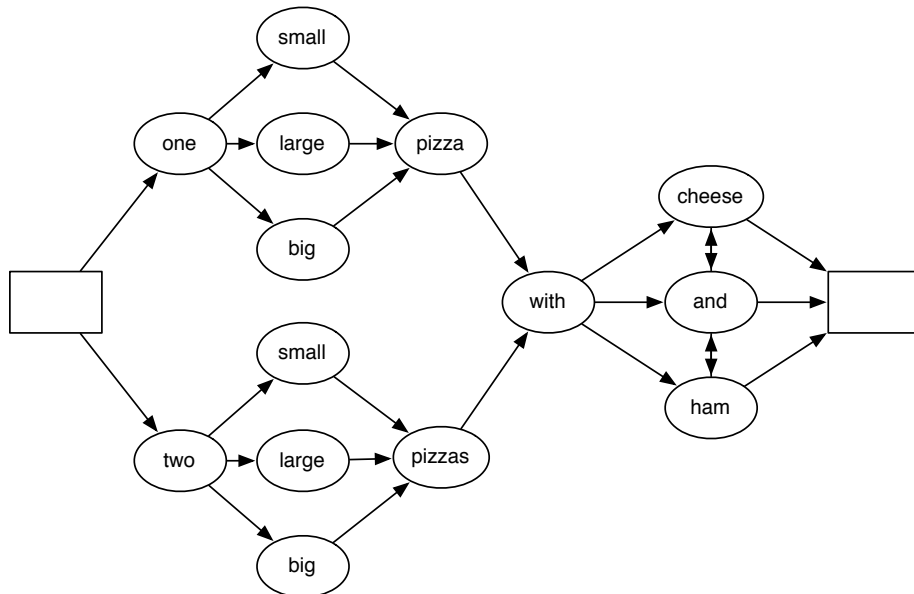 small
one
large
pizza
big
cheese
with
and
ham
small
two
large
pizzas
big